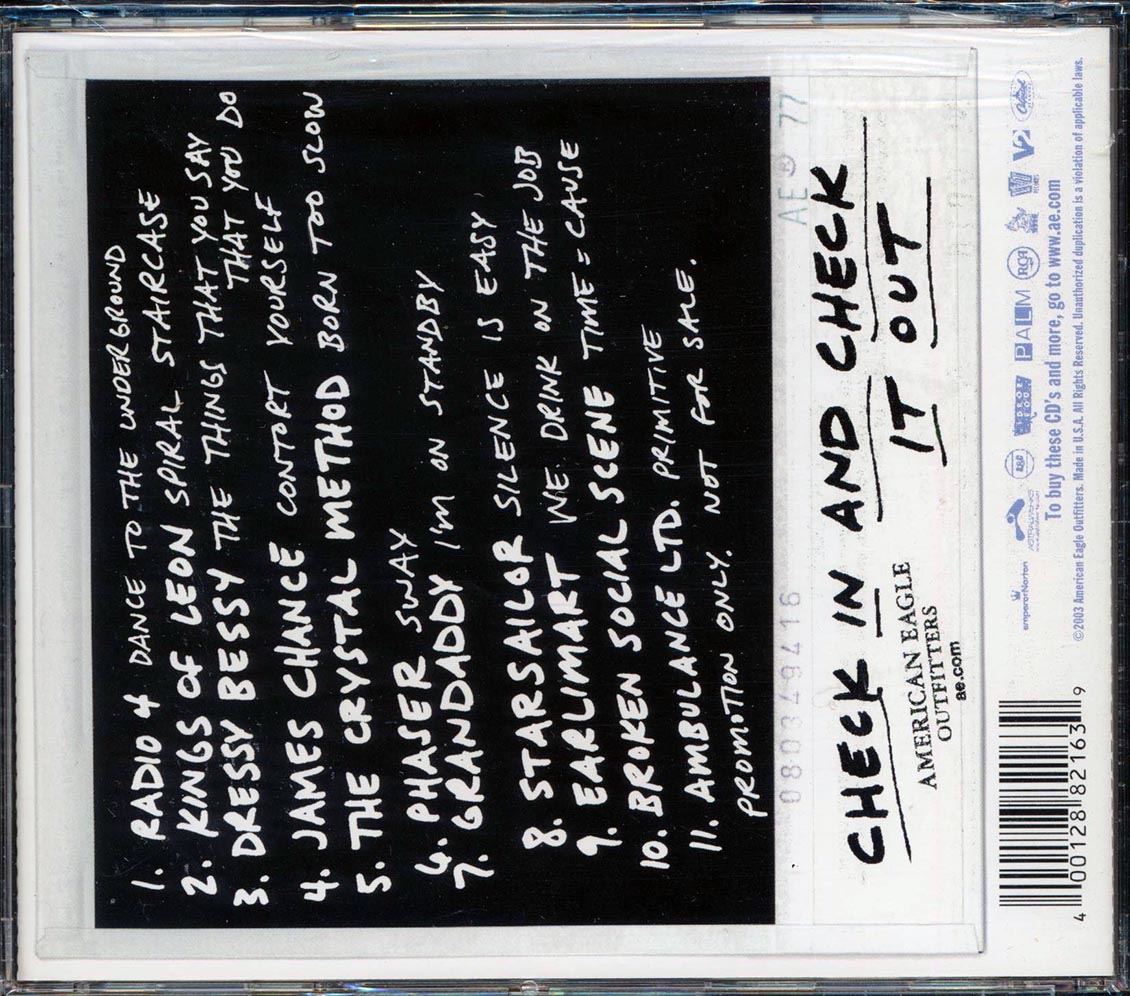 1. RADIO 4 DANCE TO THE UNDERGROUND
2. KINGS OF LEON SPIRAL STAIRCASE
3. DRESSY BESSY THE THINGS THAT YOU SAY
THAT YOU DO
4. JAMES CHANCE CONTORT YOURSELF
5. THE CRYSTAL METHOD BORN TOO SLOW
6. PHASER SWAY
7. GRANDADDY I'M ON STANDBY
8. STARSAILOR SILENCE IS EASY
9. EARLIMART WE DRINK ON THE JOB
10. BROKEN SOCIAL SCENE TIME = CAUSE
11. AMBULANCE LTD. PRIMITIVE
PROMOTION ONLY. NOT FOR SALE.
080349416 AE® 77
CHECK IN AND CHECK
IT OUT
AMERICAN EAGLE
OUTFITTERS
ae.com
emperorNorton ASTRALWERKS PALM RCA V2 Capitol
To buy these CD's and more, go to www.ae.com
©2003 American Eagle Outfitters. Made in U.S.A. All Rights Reserved. Unauthorized duplication is a violation of applicable laws.
4 00128 82163 9